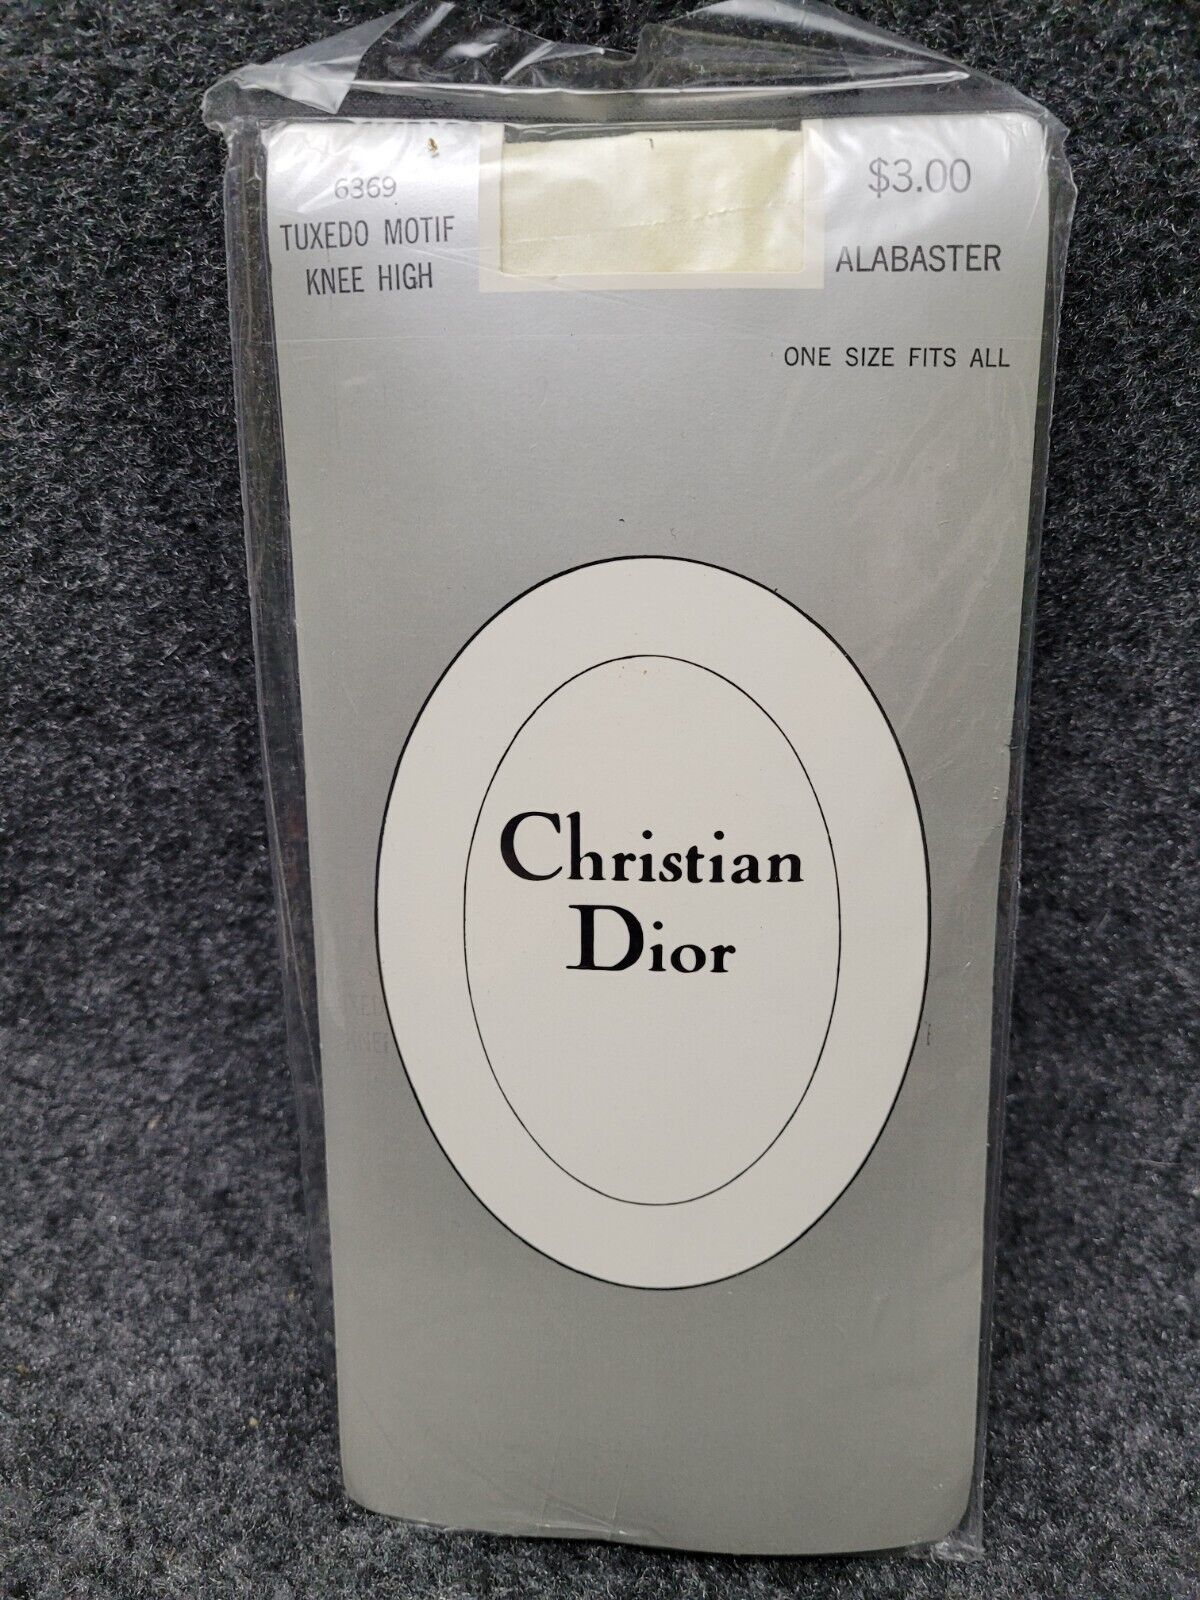 6369
TUXEDO MOTIF
KNEE HIGH
$3.00
ALABASTER
ONE SIZE FITS ALL
Christian
Dior